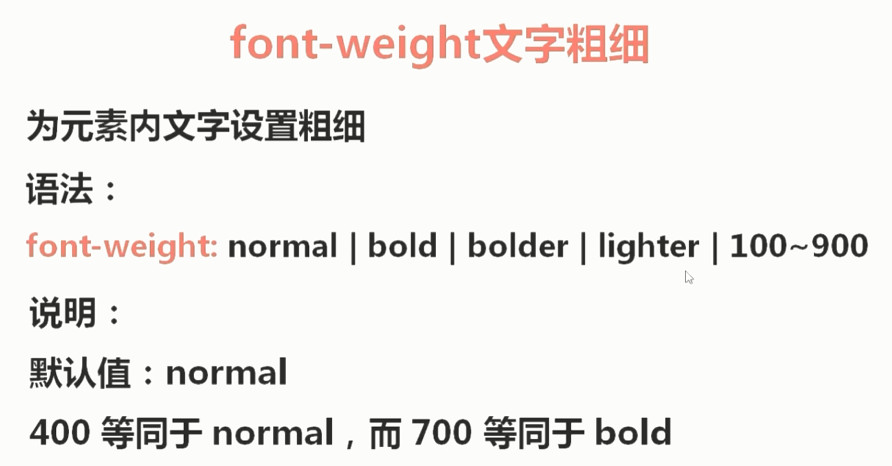 font-weight文字粗细
为元素内文字设置粗细
语法：
font-weight: normal | bold | bolder | lighter | 100~900
说明：
默认值：normal
400 等同于 normal，而 700 等同于 bold